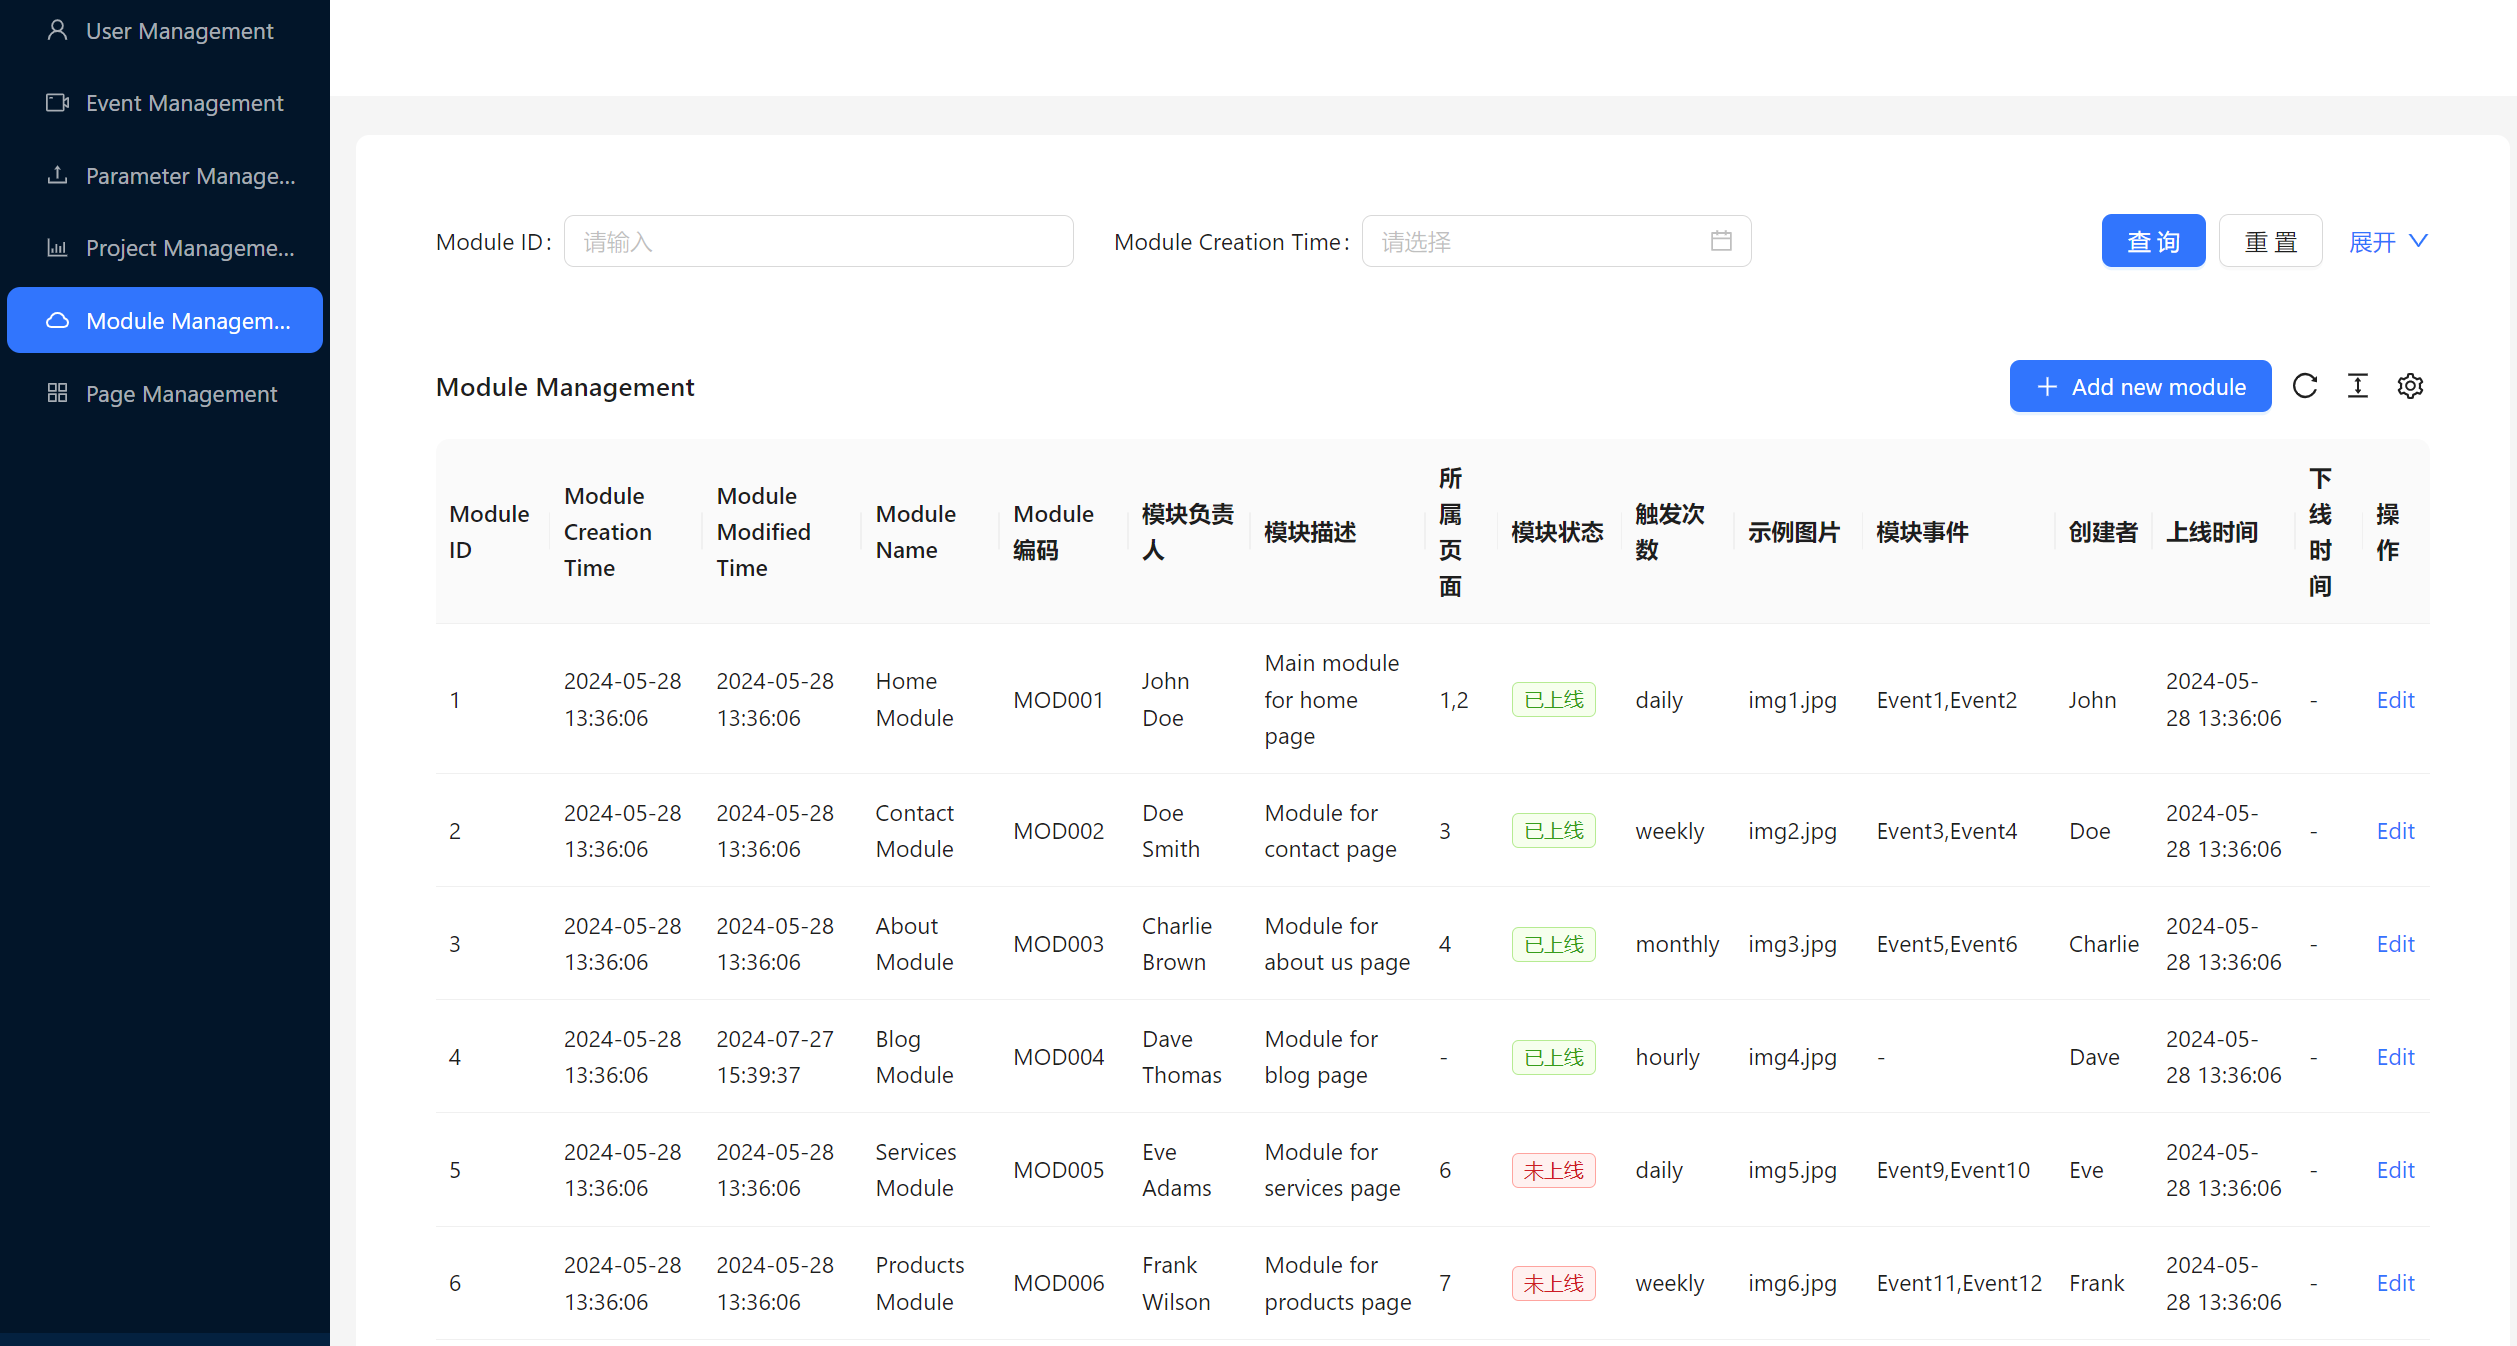 User Management
Event Management
Parameter Manage...
Project Manageme...
Module Managem...
Page Management
Module ID: 请输入 Module Creation Time: 请选择 查 询 重 置 展开
Module Management
Add new module
Module ID Module Creation Time Module Modified Time Module Name Module 编码 模块负责人 模块描述 所属页面 模块状态 触发次数 示例图片 模块事件 创建者 上线时间 下线时间 操作
1 2024-05-28 13:36:06 2024-05-28 13:36:06 Home Module MOD001 John Doe Main module for home page 1,2 已上线 daily img1.jpg Event1,Event2 John 2024-05-28 13:36:06 - Edit
2 2024-05-28 13:36:06 2024-05-28 13:36:06 Contact Module MOD002 Doe Smith Module for contact page 3 已上线 weekly img2.jpg Event3,Event4 Doe 2024-05-28 13:36:06 - Edit
3 2024-05-28 13:36:06 2024-05-28 13:36:06 About Module MOD003 Charlie Brown Module for about us page 4 已上线 monthly img3.jpg Event5,Event6 Charlie 2024-05-28 13:36:06 - Edit
4 2024-05-28 13:36:06 2024-07-27 15:39:37 Blog Module MOD004 Dave Thomas Module for blog page - 已上线 hourly img4.jpg - Dave 2024-05-28 13:36:06 - Edit
5 2024-05-28 13:36:06 2024-05-28 13:36:06 Services Module MOD005 Eve Adams Module for services page 6 未上线 daily img5.jpg Event9,Event10 Eve 2024-05-28 13:36:06 - Edit
6 2024-05-28 13:36:06 2024-05-28 13:36:06 Products Module MOD006 Frank Wilson Module for products page 7 未上线 weekly img6.jpg Event11,Event12 Frank 2024-05-28 13:36:06 - Edit